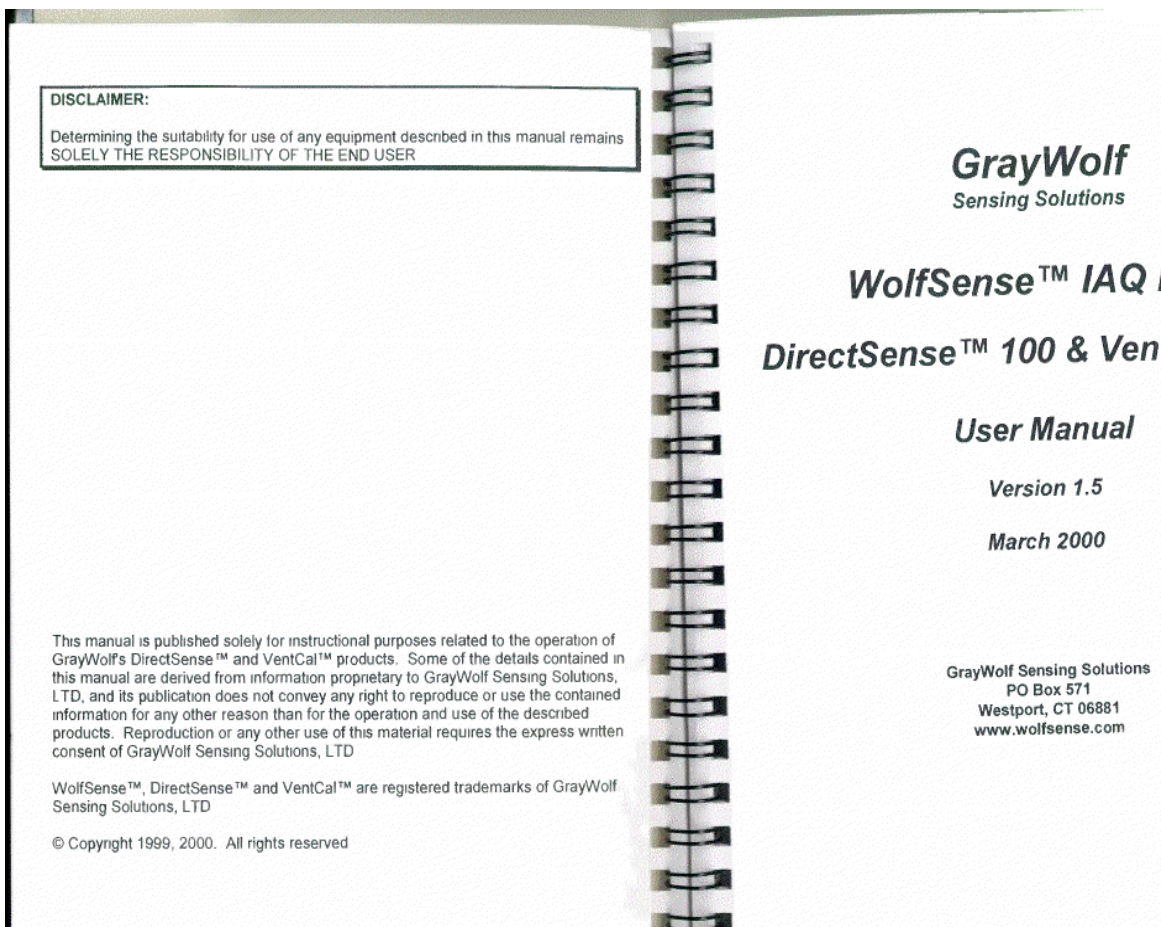 DISCLAIMER:
Determining the suitability for use of any equipment described in this manual remains
SOLELY THE RESPONSIBILITY OF THE END USER
This manual is published solely for instructional purposes related to the operation of
GrayWolf's DirectSense™ and VentCal™ products. Some of the details contained in
this manual are derived from information proprietary to GrayWolf Sensing Solutions,
LTD, and its publication does not convey any right to reproduce or use the contained
information for any other reason than for the operation and use of the described
products. Reproduction or any other use of this material requires the express written
consent of GrayWolf Sensing Solutions, LTD
WolfSense™, DirectSense™ and VentCal™ are registered trademarks of GrayWolf
Sensing Solutions, LTD
© Copyright 1999, 2000. All rights reserved
GrayWolf
Sensing Solutions
WolfSense™ IAQ
DirectSense™ 100 & Ven
User Manual
Version 1.5
March 2000
GrayWolf Sensing Solutions
PO Box 571
Westport, CT 06881
www.wolfsense.com